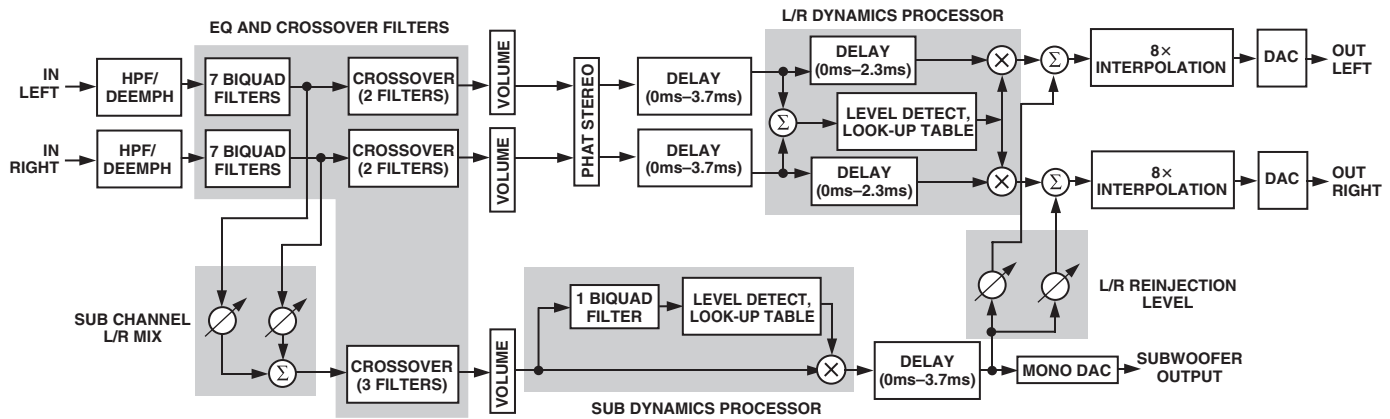 EQ AND CROSSOVER FILTERS
L/R DYNAMICS PROCESSOR
IN
LEFT
HPF/
DEEMPH
7 BIQUAD
FILTERS
CROSSOVER
(2 FILTERS)
VOLUME
PHAT STEREO
DELAY
(0ms–3.7ms)
DELAY
(0ms–2.3ms)
×
Σ
8×
INTERPOLATION
DAC
OUT
LEFT
Σ
LEVEL DETECT,
LOOK-UP TABLE
IN
RIGHT
HPF/
DEEMPH
7 BIQUAD
FILTERS
CROSSOVER
(2 FILTERS)
VOLUME
DELAY
(0ms–3.7ms)
DELAY
(0ms–2.3ms)
×
Σ
8×
INTERPOLATION
DAC
OUT
RIGHT
SUB CHANNEL
L/R MIX
Σ
CROSSOVER
(3 FILTERS)
VOLUME
1 BIQUAD
FILTER
LEVEL DETECT,
LOOK-UP TABLE
×
SUB DYNAMICS PROCESSOR
DELAY
(0ms–3.7ms)
L/R REINJECTION
LEVEL
MONO DAC
SUBWOOFER
OUTPUT